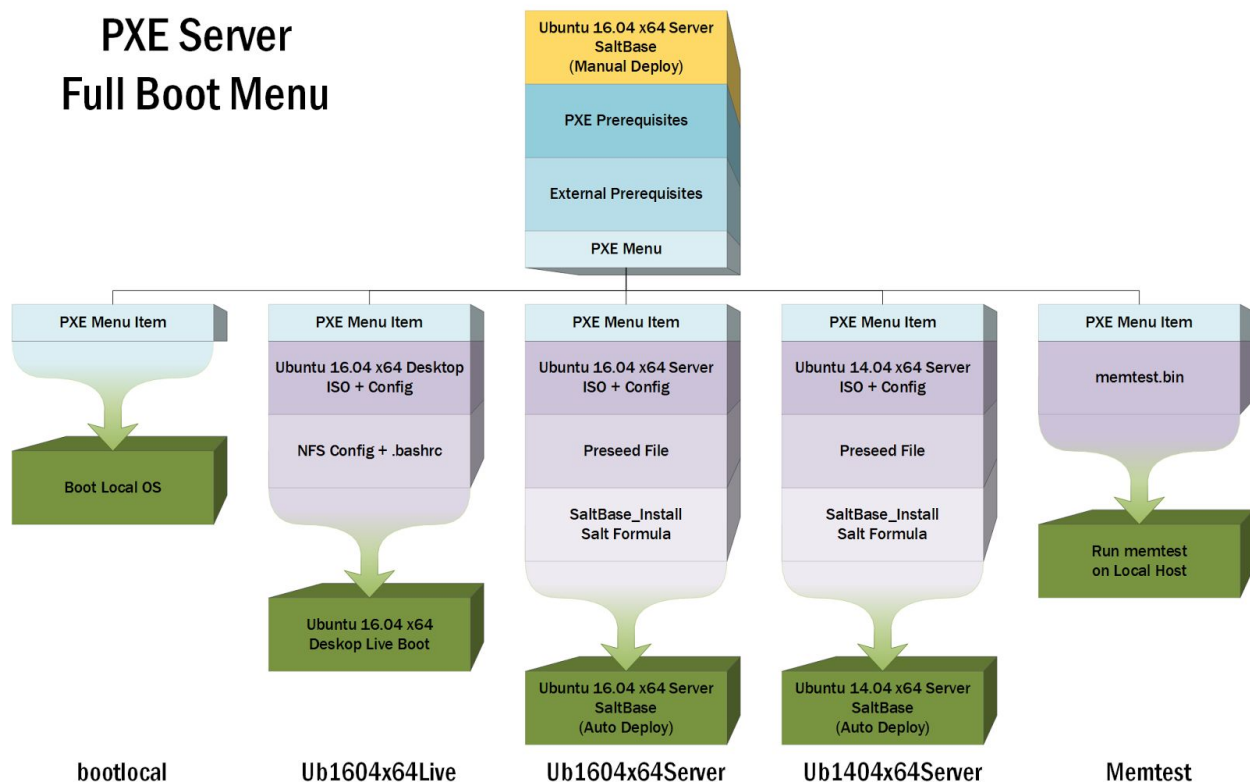 PXE Server
Full Boot Menu
Ubuntu 16.04 x64 Server
SaltBase
(Manual Deploy)
PXE Prerequisites
External Prerequisites
PXE Menu
PXE Menu Item
Boot Local OS
bootlocal
PXE Menu Item
Ubuntu 16.04 x64 Desktop
ISO + Config
NFS Config + .bashrc
Ubuntu 16.04 x64
Deskop Live Boot
Ub1604x64Live
PXE Menu Item
Ubuntu 16.04 x64 Server
ISO + Config
Preseed File
SaltBase_Install
Salt Formula
Ubuntu 16.04 x64 Server
SaltBase
(Auto Deploy)
Ub1604x64Server
PXE Menu Item
Ubuntu 14.04 x64 Server
ISO + Config
Preseed File
SaltBase_Install
Salt Formula
Ubuntu 14.04 x64 Server
SaltBase
(Auto Deploy)
Ub1404x64Server
PXE Menu Item
memtest.bin
Run memtest
on Local Host
Memtest